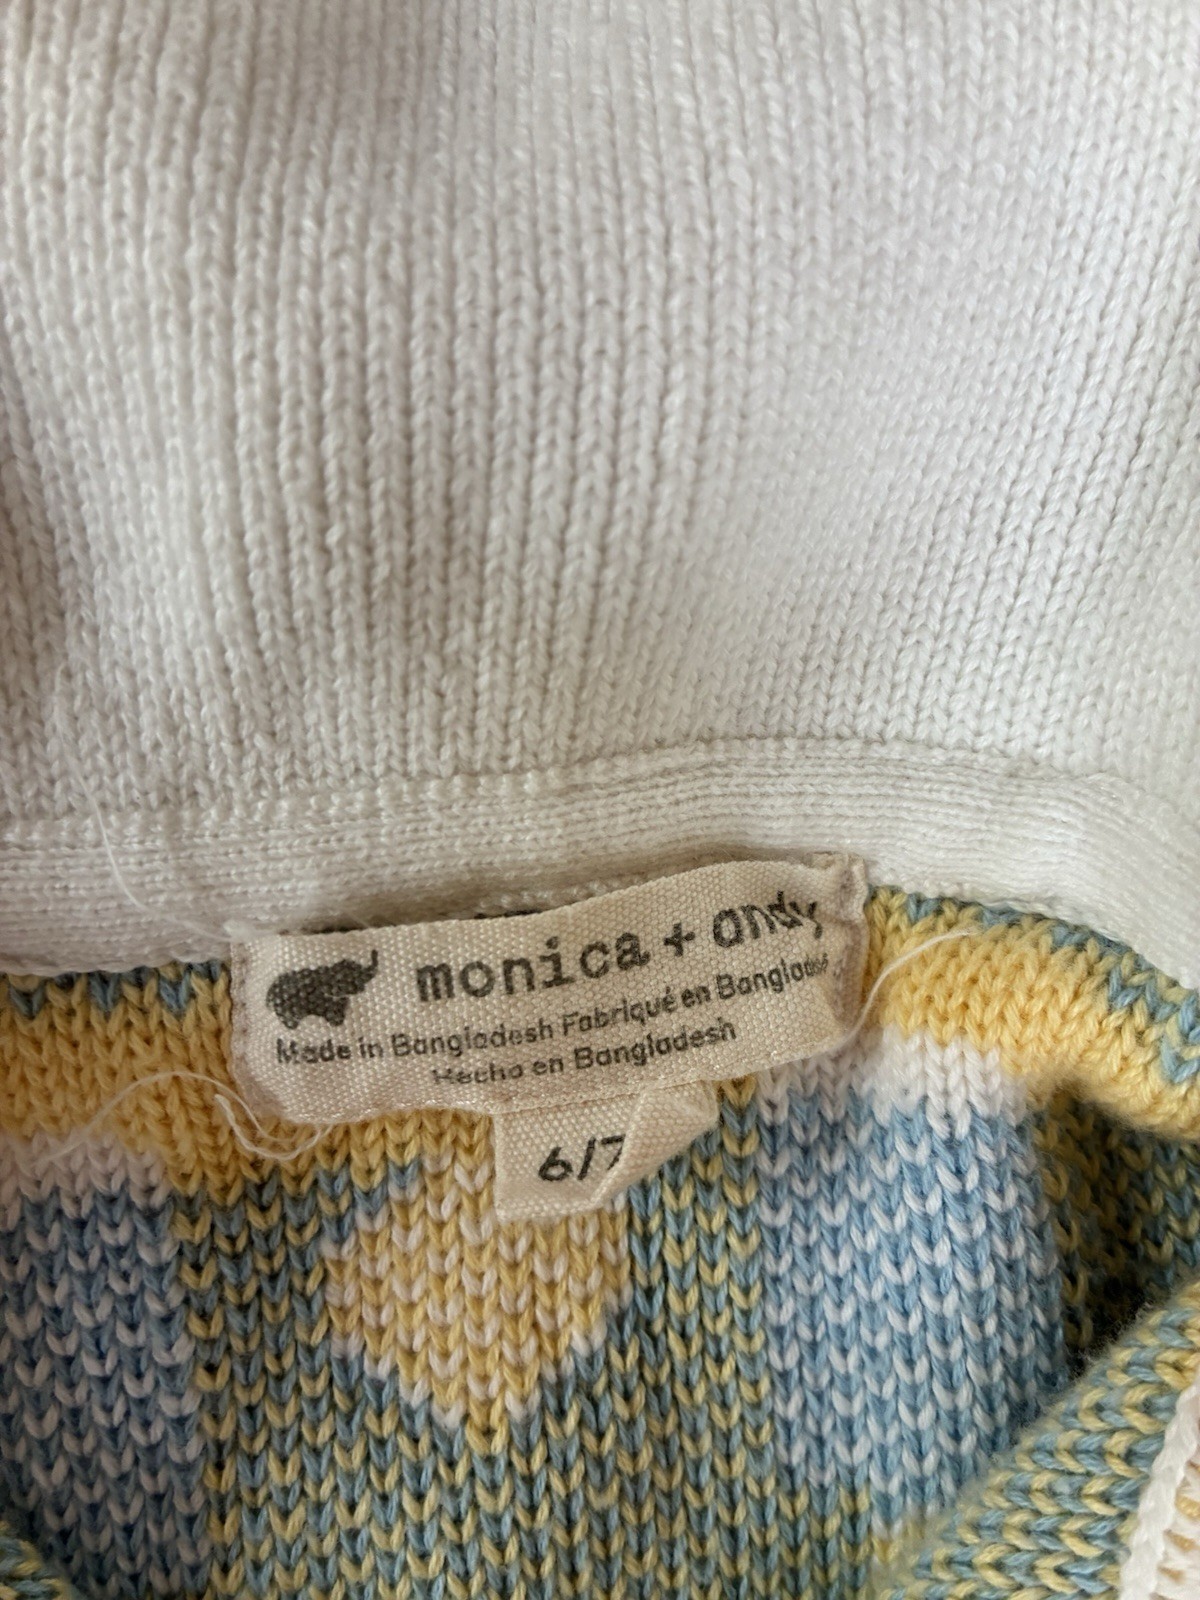 monica + andy
Made in Bangladesh Fabriqué en Bangladesh
Hecho en Bangladesh
6/7